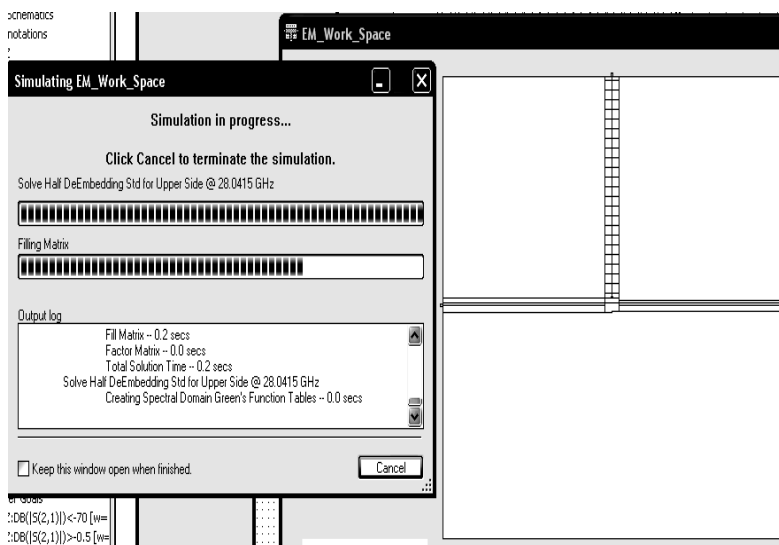 Schematics
notations
EM_Work_Space
Simulating EM_Work_Space
Simulation in progress...
Click Cancel to terminate the simulation.
Solve Half DeEmbedding Std for Upper Side @ 28.0415 GHz
Filling Matrix
Output log
Fill Matrix -- 0.2 secs
Factor Matrix -- 0.0 secs
Total Solution Time -- 0.2 secs
Solve Half DeEmbedding Std for Upper Side @ 28.0415 GHz
Creating Spectral Domain Green's Function Tables -- 0.0 secs
Keep this window open when finished.
Cancel
er Goals
:DB(|S(2,1)|)<-70 [w=
:DB(|S(2,1)|)>-0.5 [w=